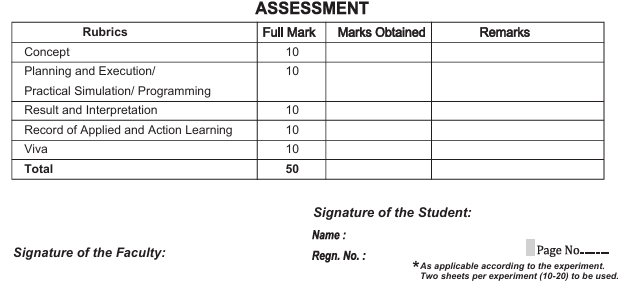 ASSESSMENT
Rubrics Full Mark Marks Obtained Remarks
Concept 10
Planning and Execution/ 10
Practical Simulation/ Programming
Result and Interpretation 10
Record of Applied and Action Learning 10
Viva 10
Total 50
Signature of the Student:
Name :
Signature of the Faculty: Regn. No. :
Page No.......
*As applicable according to the experiment.
Two sheets per experiment (10-20) to be used.